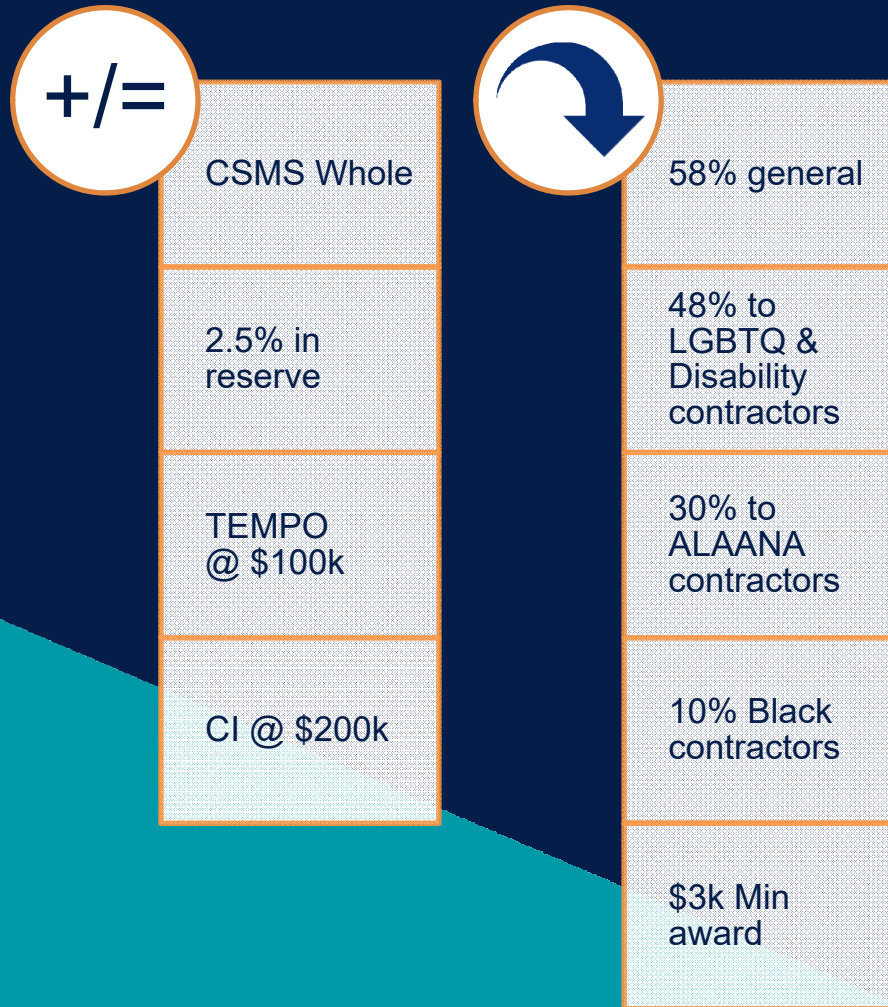 +/=
CSMS Whole
2.5% in
reserve
TEMPO
@ $100k
CI @ $200k
58% general
48% to
LGBTQ &
Disability
contractors
30% to
ALAANA
contractors
10% Black
contractors
$3k Min
award